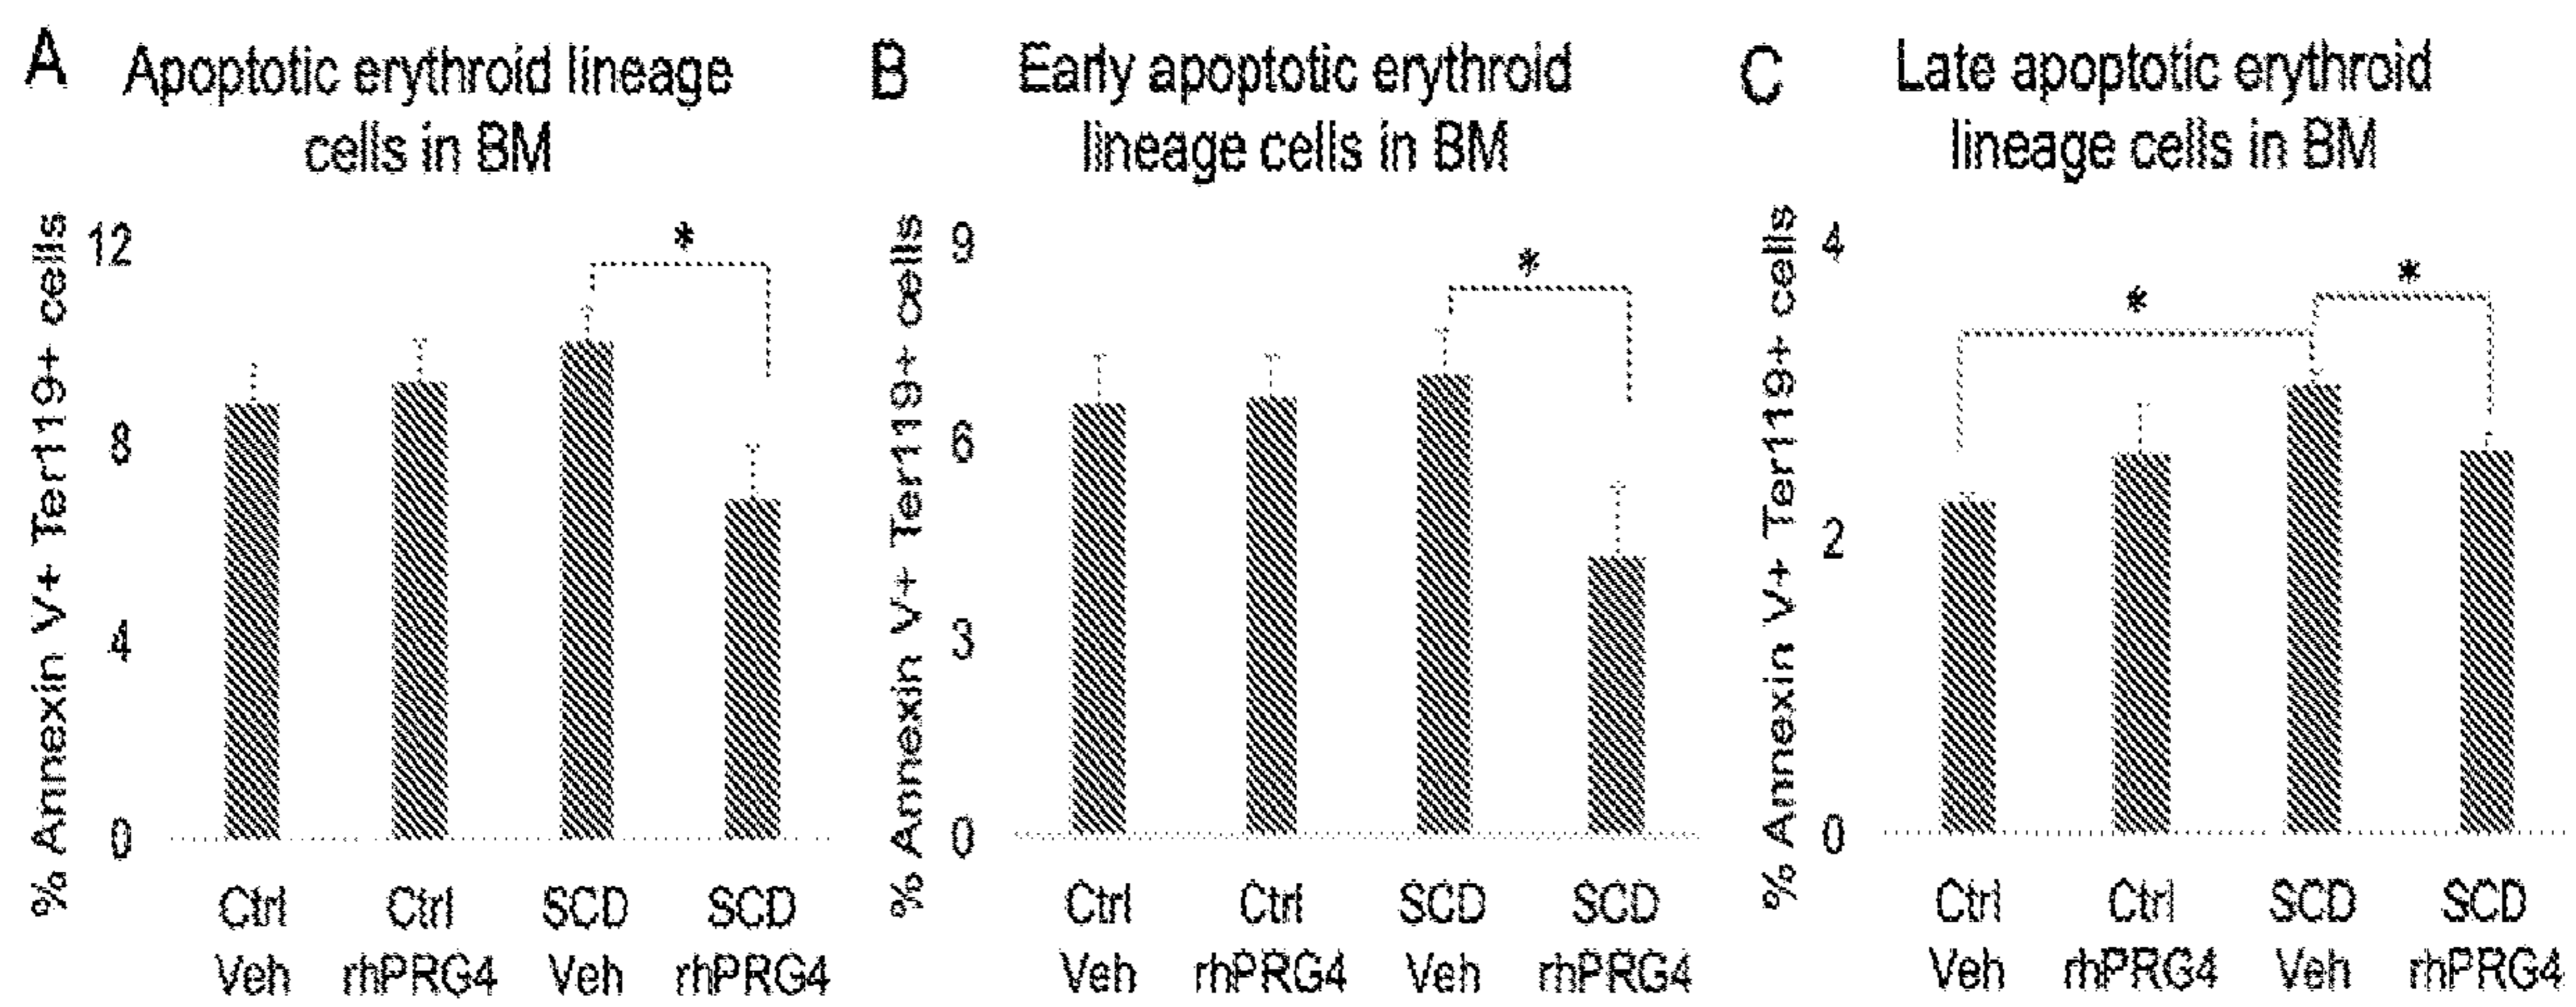 A Apoptotic erythroid lineage
cells in BM
% Annexin V+ Ter119+ cells
12
8
4
0
*
Ctrl Ctrl SCD SCD
Veh rhPRG4 Veh rhPRG4
B Early apoptotic erythroid
lineage cells in BM
% Annexin V+ Ter119+ cells
9
6
3
0
*
Ctrl Ctrl SCD SCD
Veh rhPRG4 Veh rhPRG4
C Late apoptotic erythroid
lineage cells in BM
% Annexin V+ Ter119+ cells
4
2
0
* *
Ctrl Ctrl SCD SCD
Veh rhPRG4 Veh rhPRG4